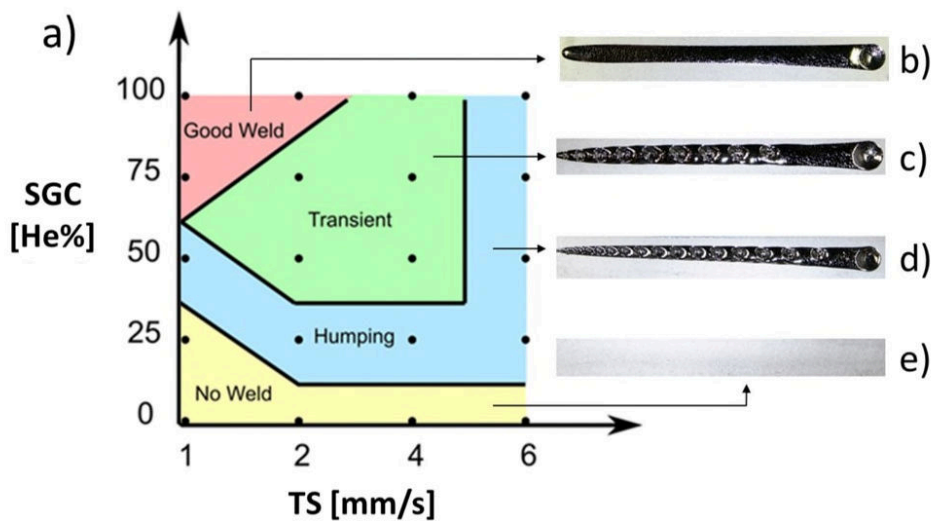 a)
SGC
[He%]
100
75
50
25
0
Good Weld
Transient
Humping
No Weld
1 2 4 6
TS [mm/s]
b)
c)
d)
e)